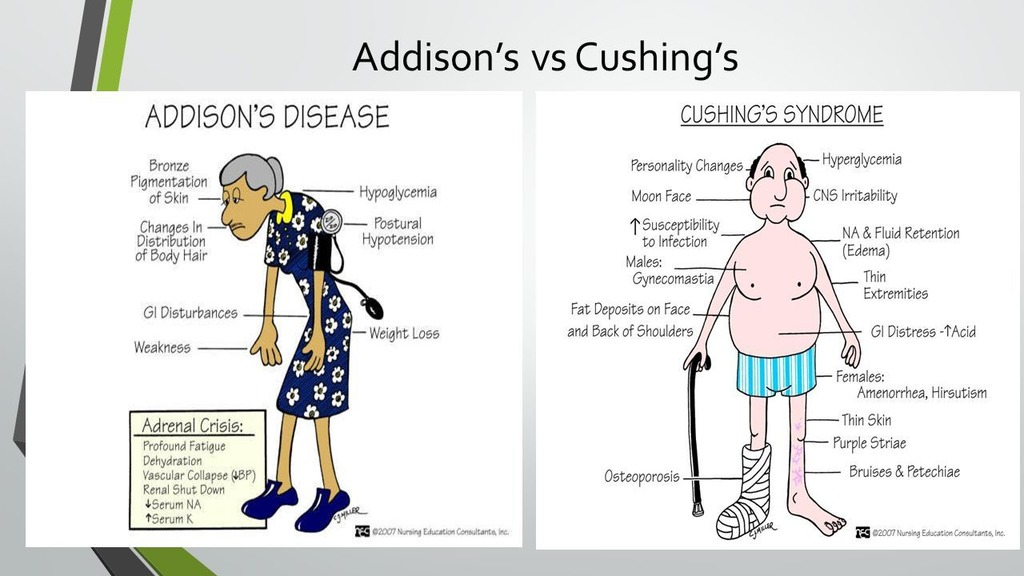 Addison's vs Cushing's
ADDISON'S DISEASE
Bronze
Pigmentation
of Skin
Changes In
Distribution
of Body Hair
GI Disturbances
Weakness
Hypoglycemia
Postural
Hypotension
Weight Loss
Adrenal Crisis:
Profound Fatigue
Dehydration
Vascular Collapse (↓BP)
Renal Shut Down
↓Serum NA
↑Serum K
CJMILLER
NEC ©2007 Nursing Education Consultants, Inc.
CUSHING'S SYNDROME
Personality Changes
Moon Face
↑Susceptibility
to Infection
Males:
Gynecomastia
Fat Deposits on Face
and Back of Shoulders
Osteoporosis
Hyperglycemia
CNS Irritability
NA & Fluid Retention
(Edema)
Thin
Extremities
GI Distress -↑Acid
Females:
Amenorrhea, Hirsutism
Thin Skin
Purple Striae
Bruises & Petechiae
CJMILLER
NEC ©2007 Nursing Education Consultants, Inc.